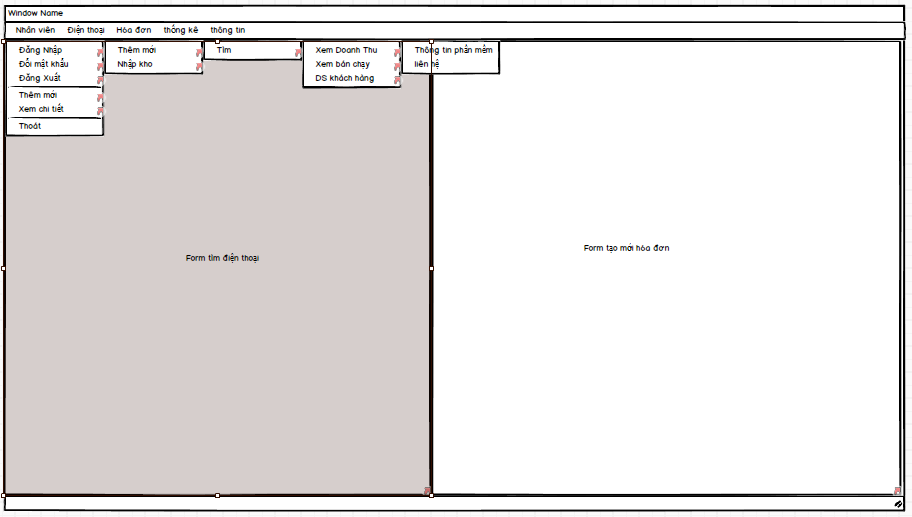 Window Name
Nhân viên Điện thoại Hóa đơn thống kê thông tin
Đăng Nhập
Đổi mật khẩu
Đăng Xuất
Thêm mới
Xem chi tiết
Thoát
Thêm mới
Nhập kho
Tìm
Xem Doanh Thu
Xem bán chạy
DS khách hàng
Thông tin phần mềm
liên hệ
Form tìm điện thoại
Form tạo mới hóa đơn